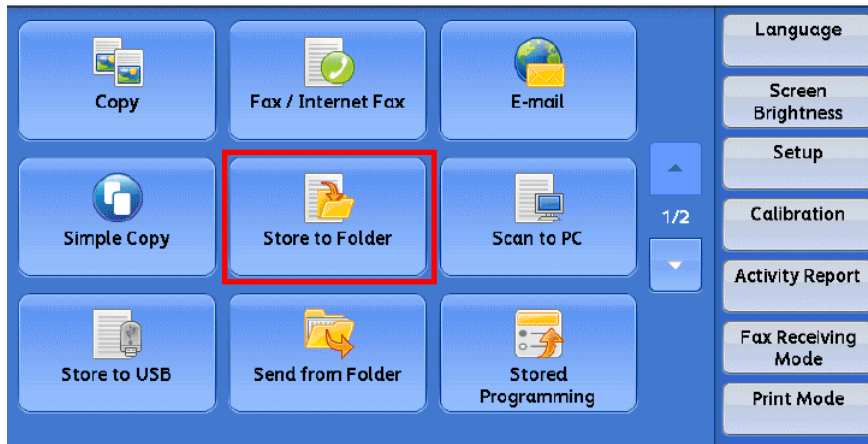 Copy
Fax / Internet Fax
E-mail
Simple Copy
Store to Folder
Scan to PC
Store to USB
Send from Folder
Stored
Programming
1/2
Language
Screen
Brightness
Setup
Calibration
Activity Report
Fax Receiving
Mode
Print Mode